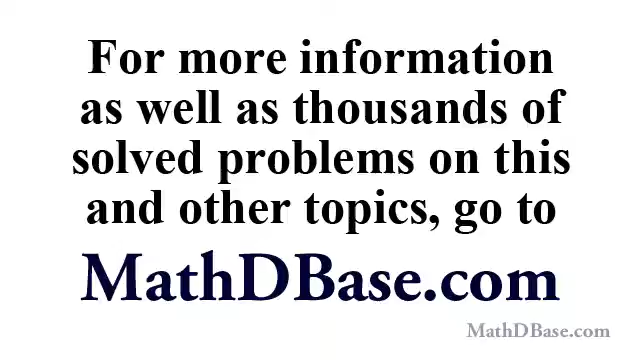 For more information
as well as thousands of
solved problems on this
and other topics, go to
MathDBase.com
MathDBase.com